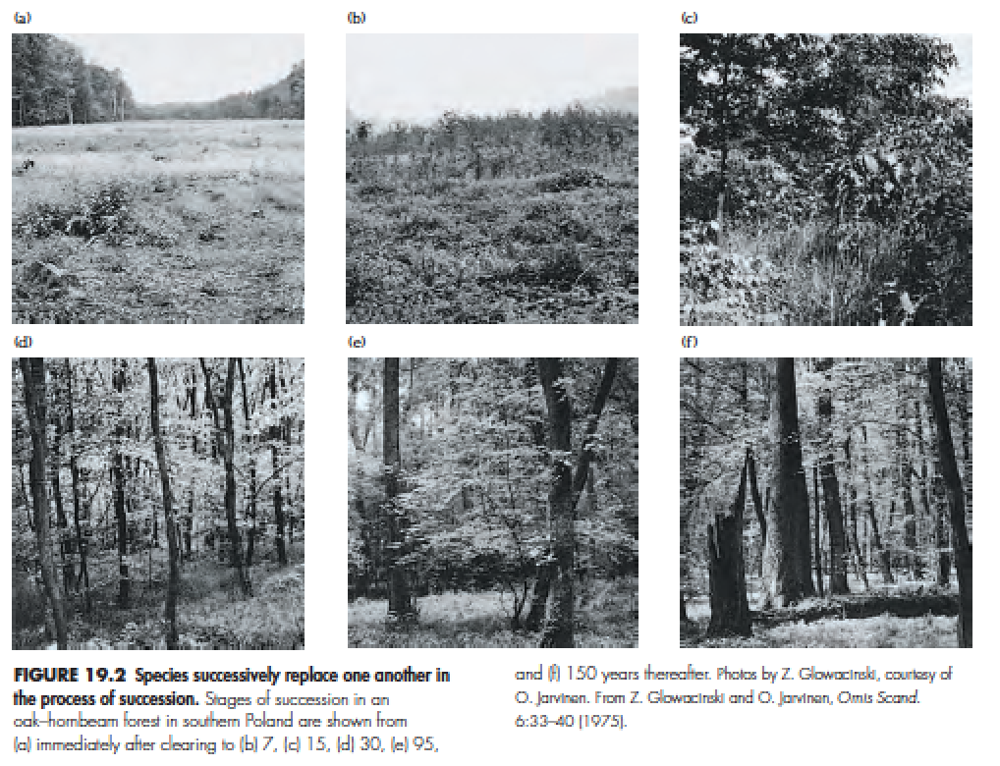 (a)
(b)
(c)
(d)
(e)
(f)
FIGURE 19.2 Species successively replace one another in
the process of succession. Stages of succession in an
oak–hornbeam forest in southern Poland are shown from
(a) immediately after clearing to (b) 7, (c) 15, (d) 30, (e) 95,
and (f) 150 years thereafter. Photos by Z. Glowacinski, courtesy of
O. Jarvinen. From Z. Glowacinski and O. Jarvinen, Ornis Scand.
6:33–40 (1975).